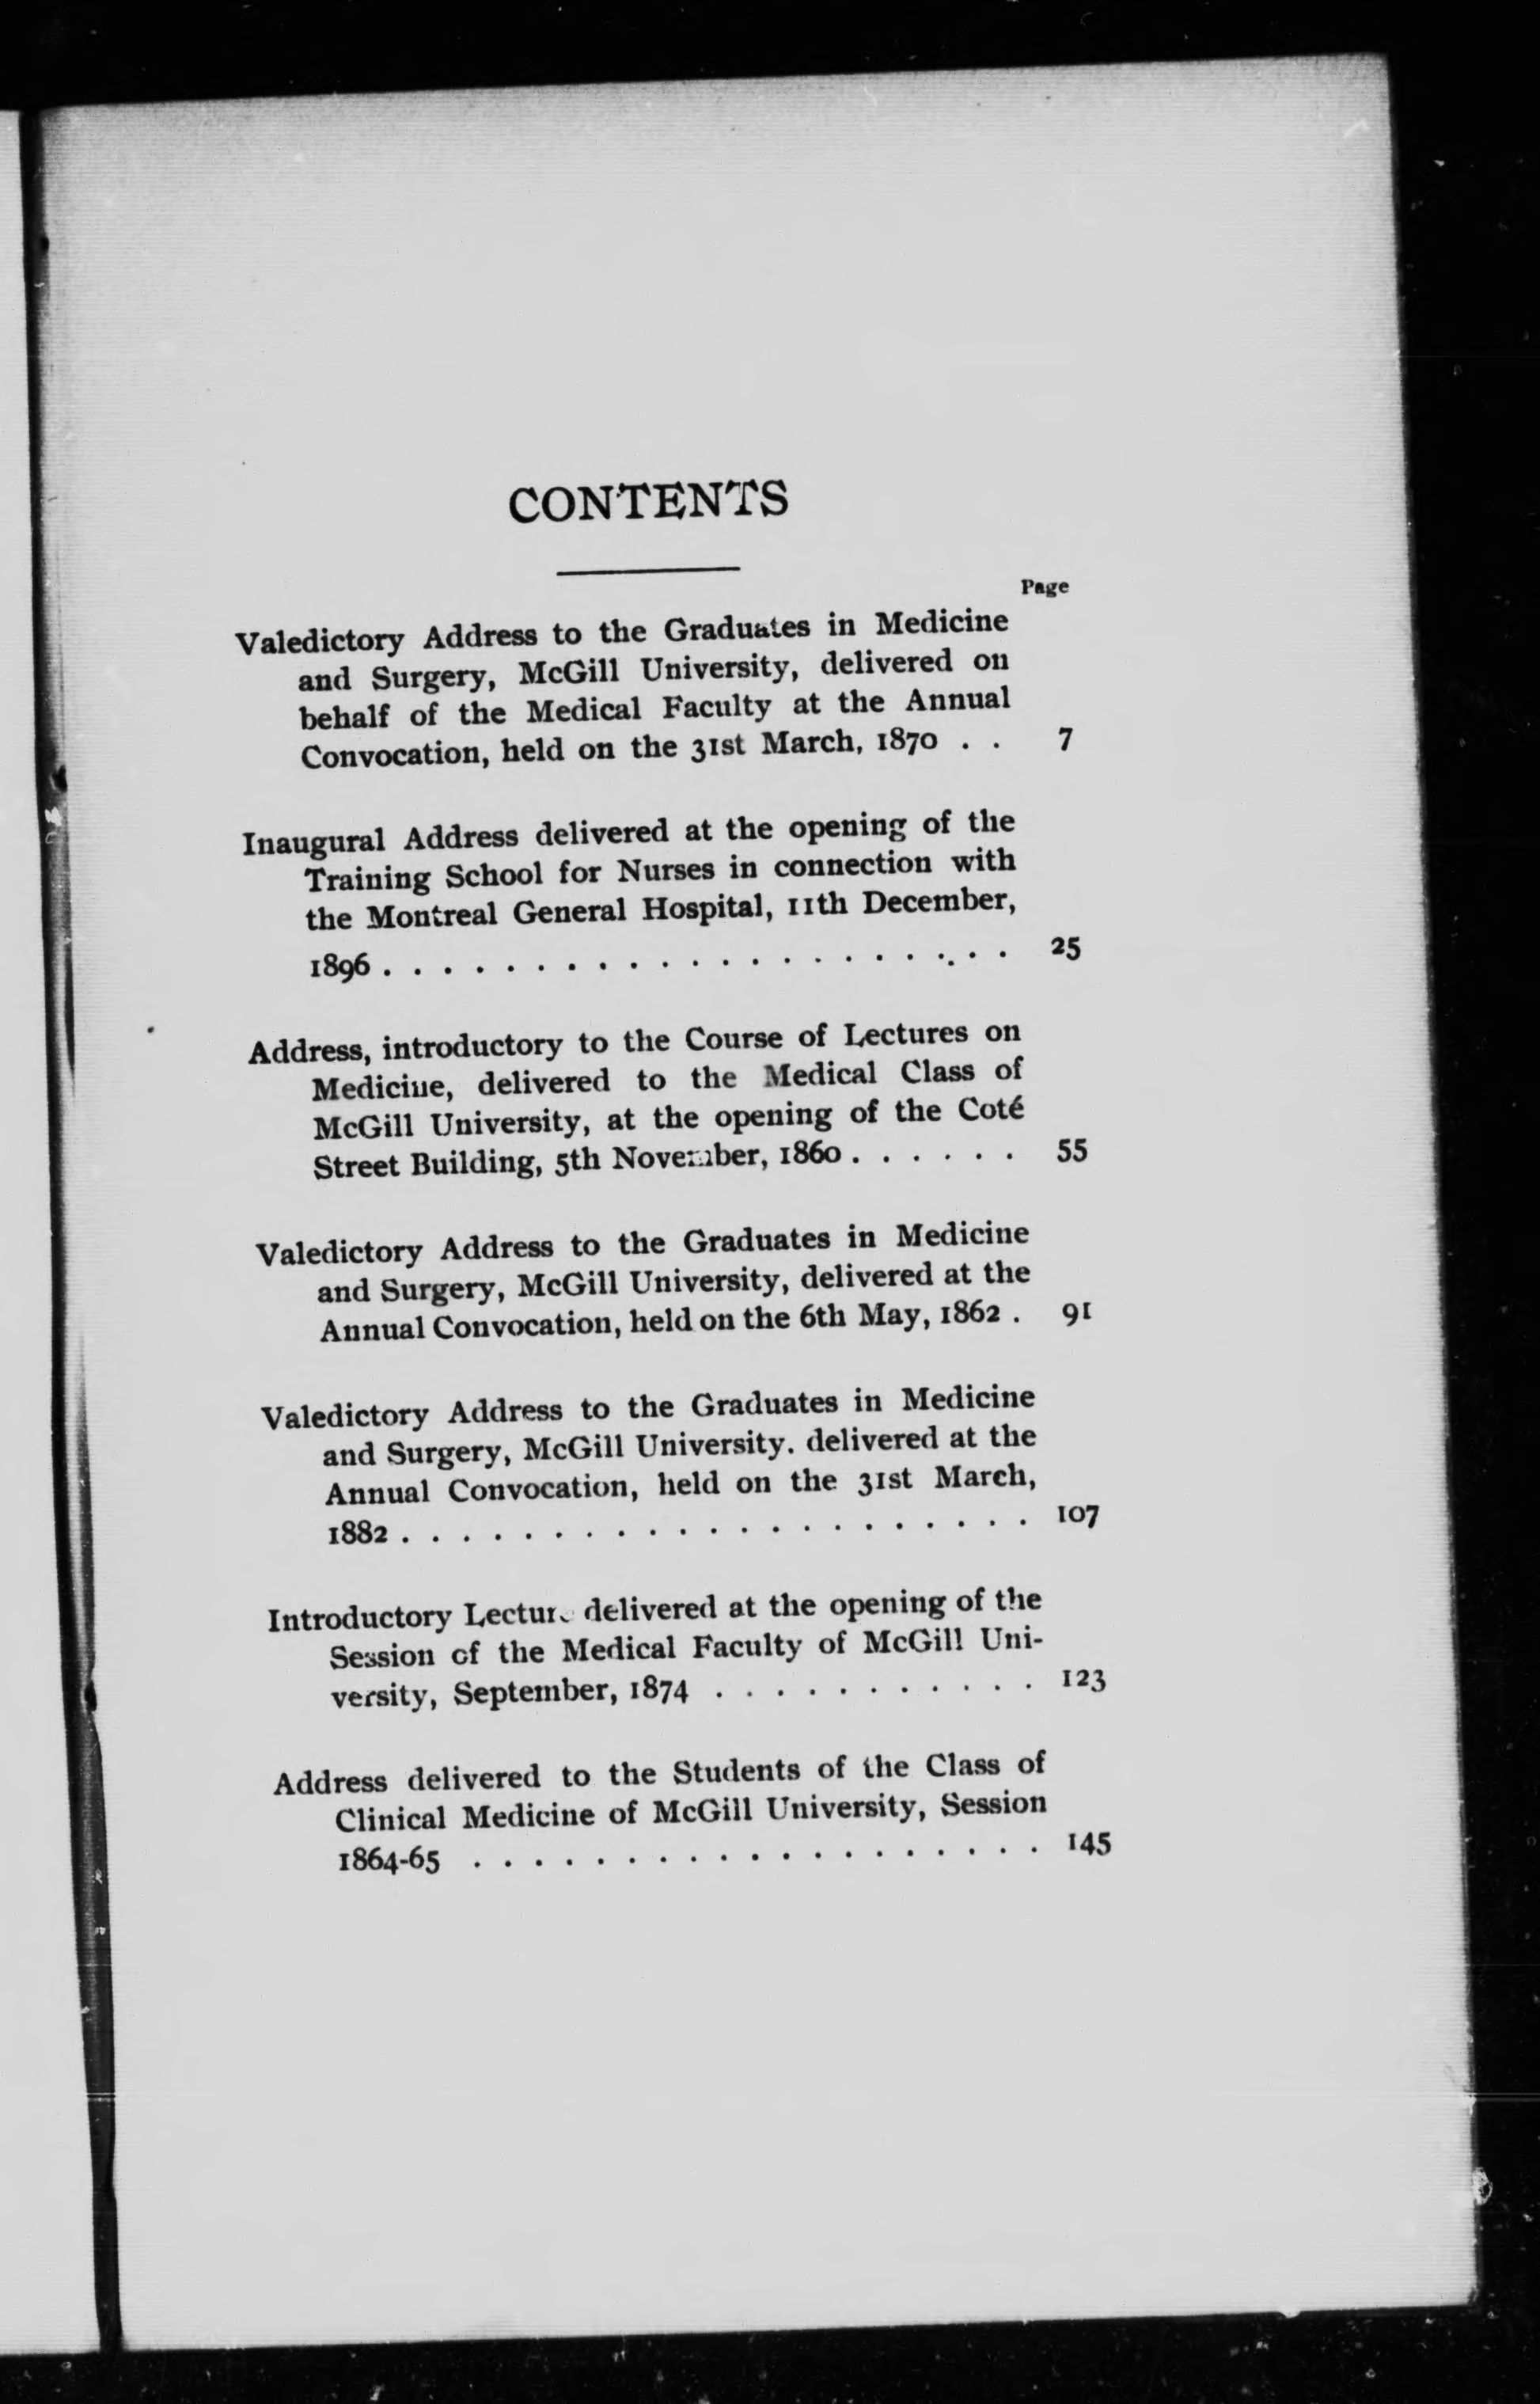 CONTENTS
Page
Valedictory Address to the Graduates in Medicine
and Surgery, McGill University, delivered on
behalf of the Medical Faculty at the Annual
Convocation, held on the 31st March, 1870 . . 7
Inaugural Address delivered at the opening of the
Training School for Nurses in connection with
the Montreal General Hospital, 11th December,
1896 . . . . . . . . . . . . . . . . . . . . . 25
Address, introductory to the Course of Lectures on
Medicine, delivered to the Medical Class of
McGill University, at the opening of the Coté
Street Building, 5th November, 1860 . . . . . . 55
Valedictory Address to the Graduates in Medicine
and Surgery, McGill University, delivered at the
Annual Convocation, held on the 6th May, 1862 . 91
Valedictory Address to the Graduates in Medicine
and Surgery, McGill University. delivered at the
Annual Convocation, held on the 31st March,
1882 . . . . . . . . . . . . . . . . . . . . . 107
Introductory Lecture delivered at the opening of the
Session of the Medical Faculty of McGill Uni-
versity, September, 1874 . . . . . . . . . . . 123
Address delivered to the Students of the Class of
Clinical Medicine of McGill University, Session
1864-65 . . . . . . . . . . . . . . . . . . . 145